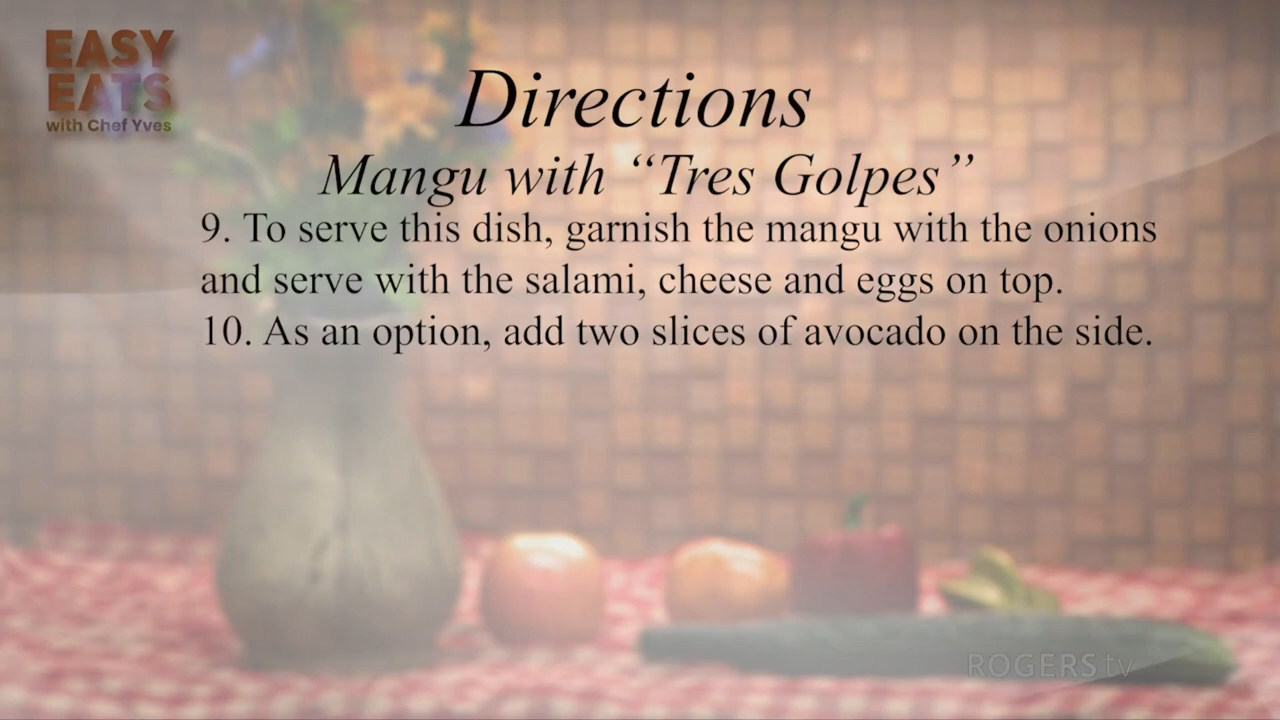 EASY
EATS
with Chef Yves
Directions
Mangu with “Tres Golpes”
9. To serve this dish, garnish the mangu with the onions
and serve with the salami, cheese and eggs on top.
10. As an option, add two slices of avocado on the side.
ROGERStv